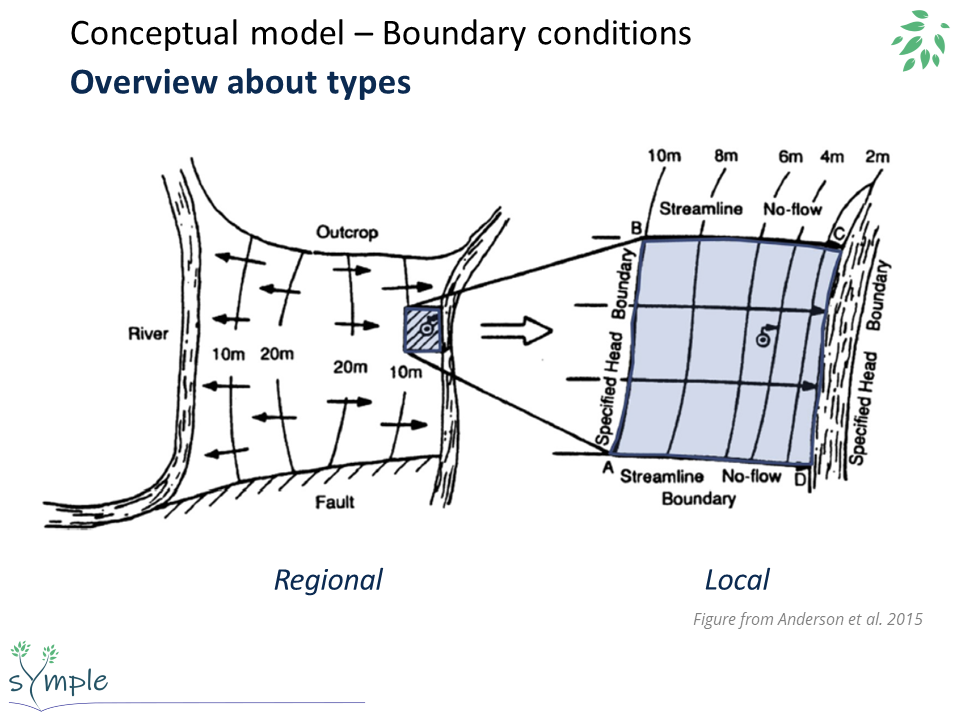 Conceptual model – Boundary conditions
Overview about types
Outcrop
River
10m 20m
20m 10m
Fault
10m 8m 6m 4m 2m
Streamline No-flow
B
C
Specified Head Boundary
Specified Head Boundary
A
Streamline No-flow D
Boundary
Regional
Local
Figure from Anderson et al. 2015
sYmple